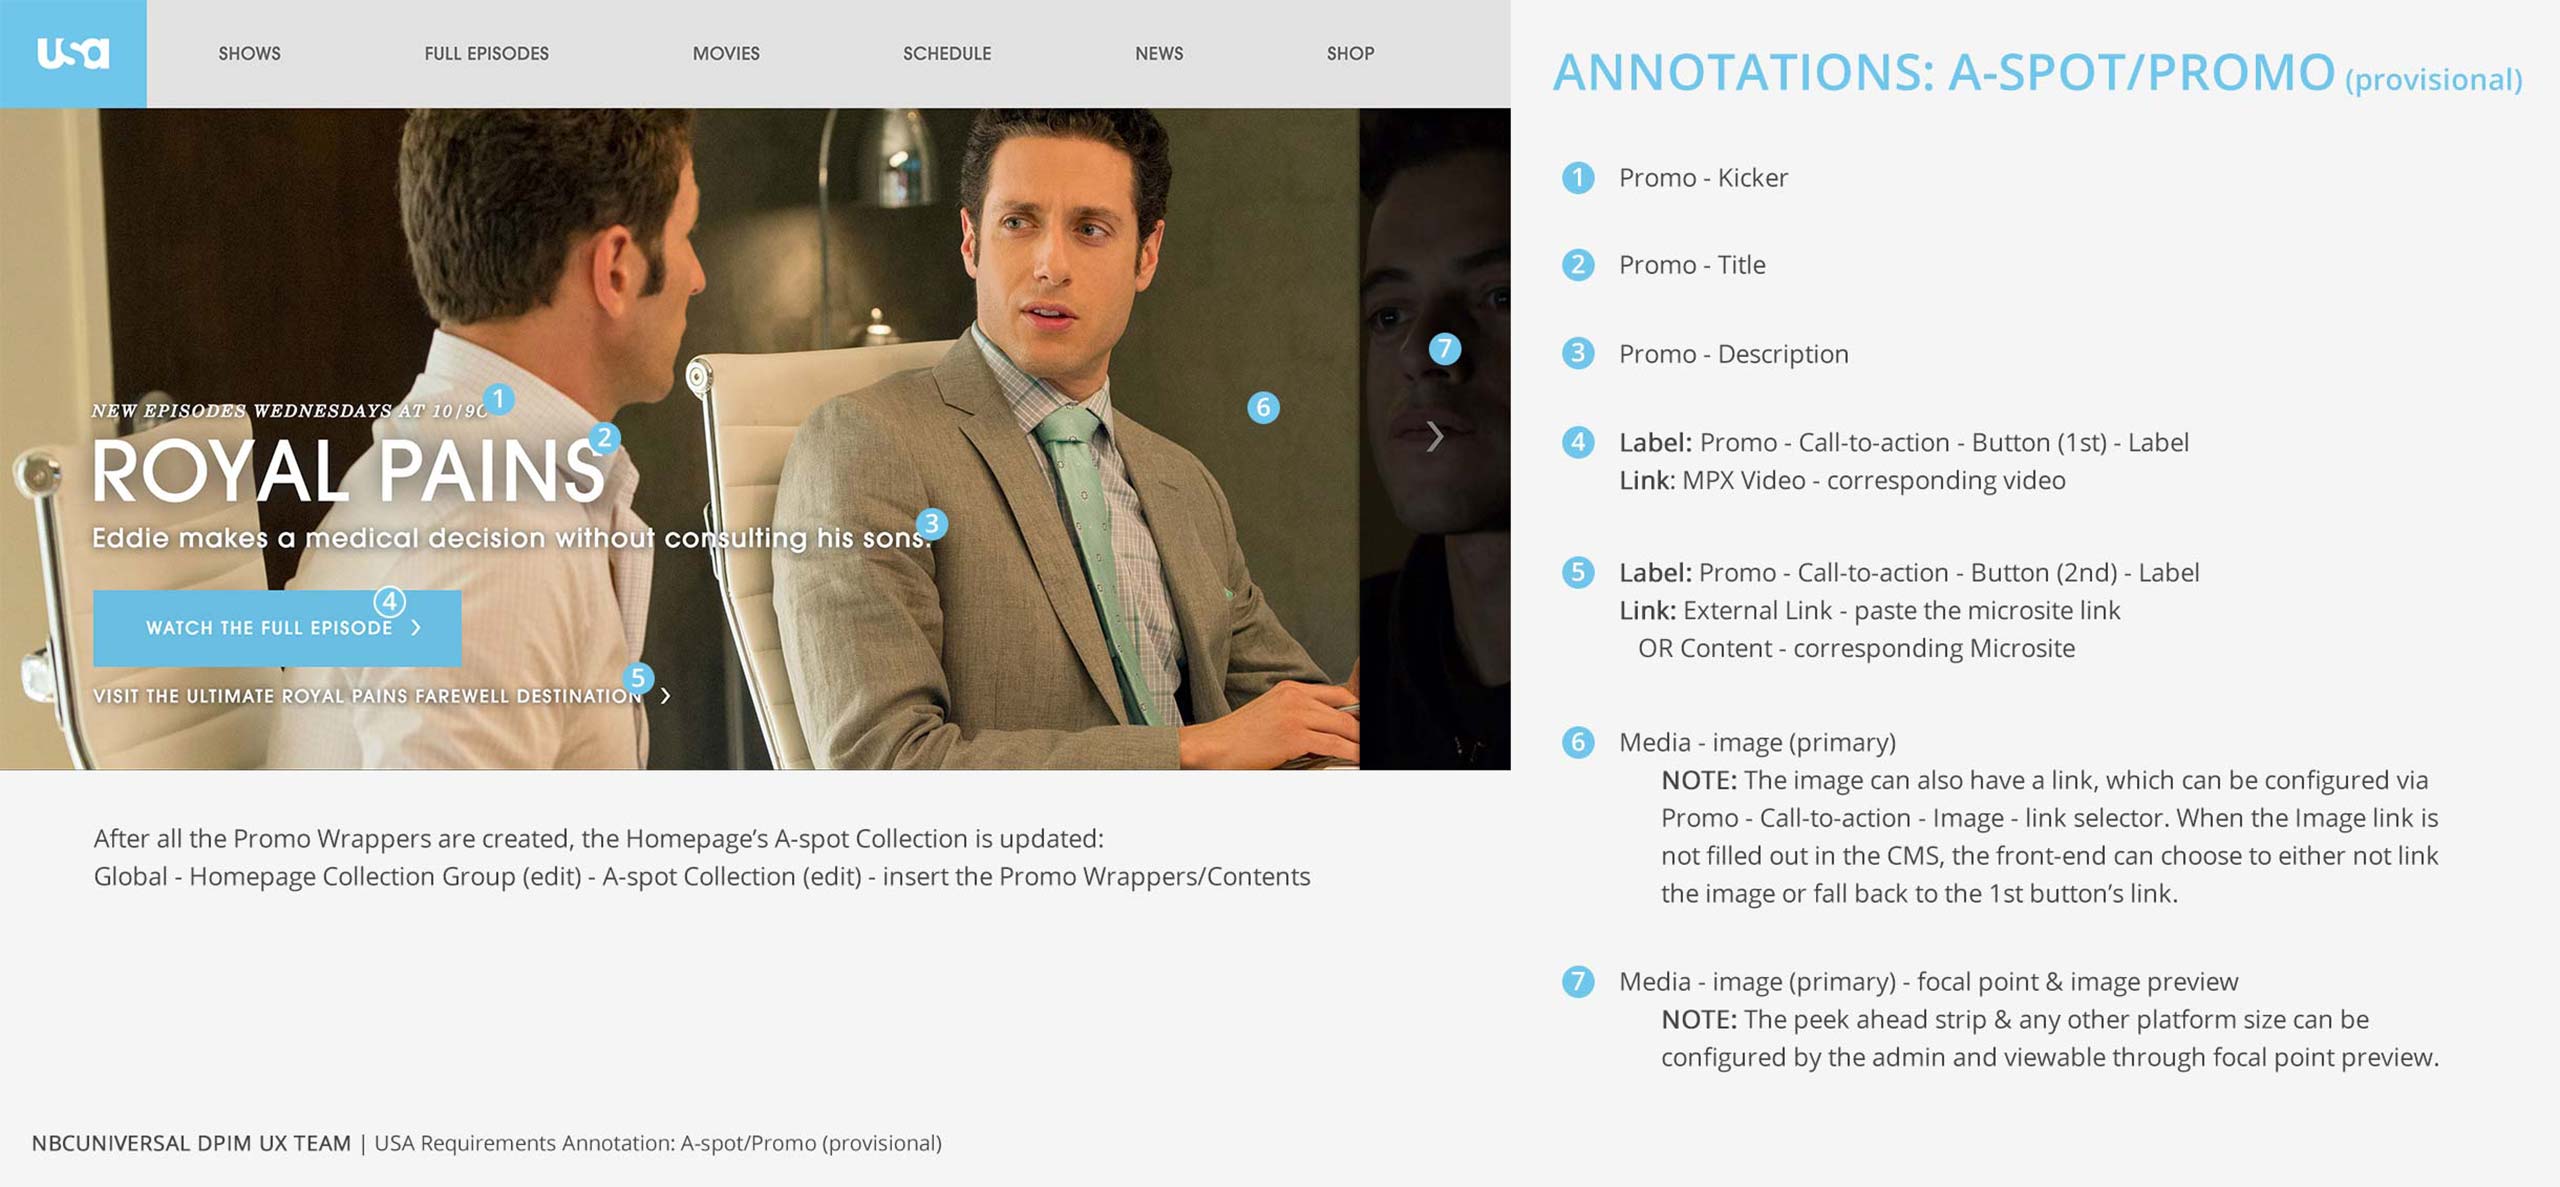 usa
SHOWS
FULL EPISODES
MOVIES
SCHEDULE
NEWS
SHOP
NEW EPISODES WEDNESDAYS AT 10/9C
1
ROYAL PAINS
2
Eddie makes a medical decision without consulting his sons.
3
WATCH THE FULL EPISODE
4
VISIT THE ULTIMATE ROYAL PAINS FAREWELL DESTINATION
5
6
7
After all the Promo Wrappers are created, the Homepage’s A-spot Collection is updated:
Global - Homepage Collection Group (edit) - A-spot Collection (edit) - insert the Promo Wrappers/Contents
ANNOTATIONS: A-SPOT/PROMO (provisional)
1 Promo - Kicker
2 Promo - Title
3 Promo - Description
4 Label: Promo - Call-to-action - Button (1st) - Label
Link: MPX Video - corresponding video
5 Label: Promo - Call-to-action - Button (2nd) - Label
Link: External Link - paste the microsite link
OR Content - corresponding Microsite
6 Media - image (primary)
NOTE: The image can also have a link, which can be configured via
Promo - Call-to-action - Image - link selector. When the Image link is
not filled out in the CMS, the front-end can choose to either not link
the image or fall back to the 1st button’s link.
7 Media - image (primary) - focal point & image preview
NOTE: The peek ahead strip & any other platform size can be
configured by the admin and viewable through focal point preview.
NBCUNIVERSAL DPIM UX TEAM | USA Requirements Annotation: A-spot/Promo (provisional)